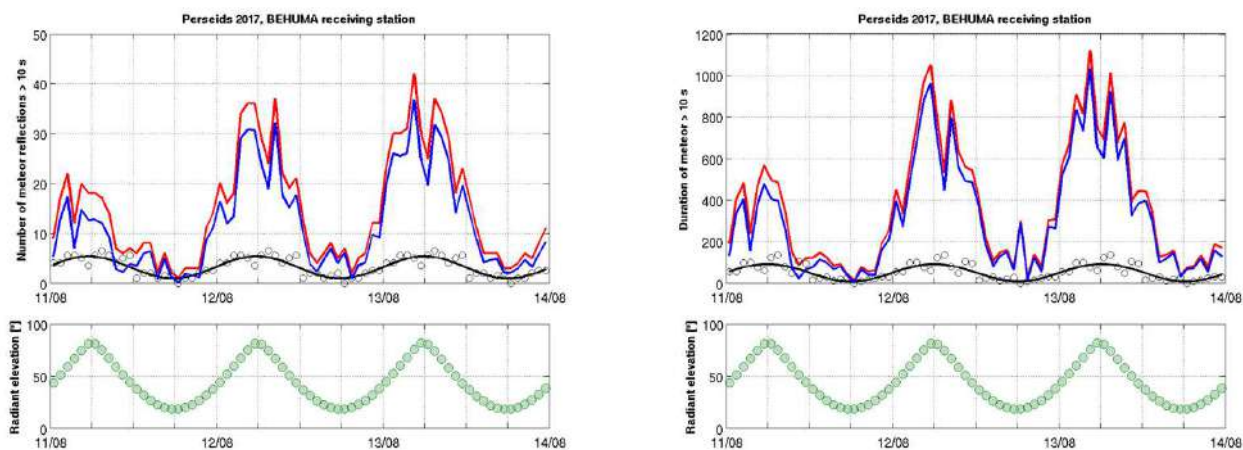 Perseids 2017, BEHUMA receiving station
Number of meteor reflections > 10 s
50
40
30
20
10
0
11/08 12/08 13/08 14/08
Radiant elevation [°]
100
50
0
11/08 12/08 13/08 14/08
Perseids 2017, BEHUMA receiving station
Duration of meteor > 10 s
1200
1000
800
600
400
200
0
11/08 12/08 13/08 14/08
Radiant elevation [°]
100
50
0
11/08 12/08 13/08 14/08